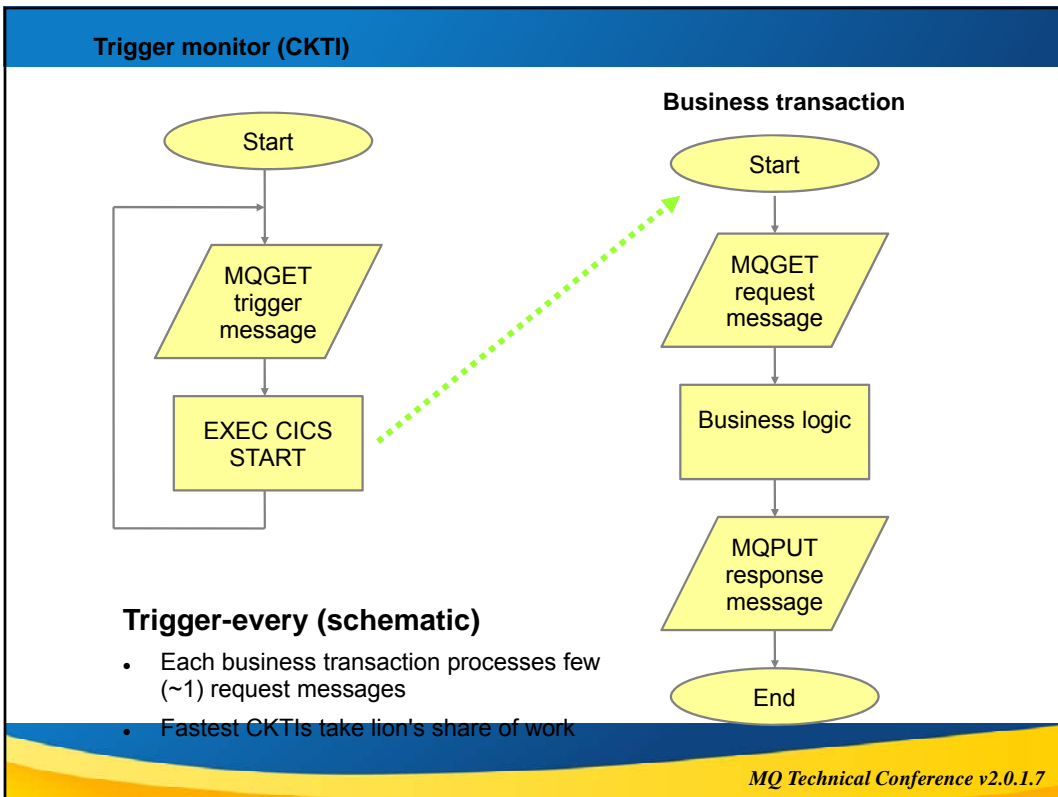 Trigger monitor (CKTI)
Start
MQGET
trigger
message
EXEC CICS
START
Business transaction
Start
MQGET
request
message
Business logic
MQPUT
response
message
End
Trigger-every (schematic)
• Each business transaction processes few
(~1) request messages
• Fastest CKTIs take lion's share of work
MQ Technical Conference v2.0.1.7